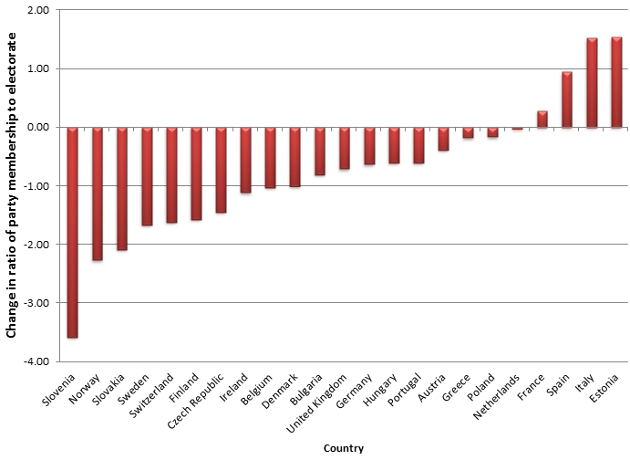 Change in ratio of party membership to electorate
2.00
1.00
0.00
-1.00
-2.00
-3.00
-4.00
Slovenia
Norway
Slovakia
Sweden
Switzerland
Finland
Czech Republic
Ireland
Belgium
Denmark
Bulgaria
United Kingdom
Germany
Hungary
Portugal
Austria
Greece
Poland
Netherlands
France
Spain
Italy
Estonia
Country